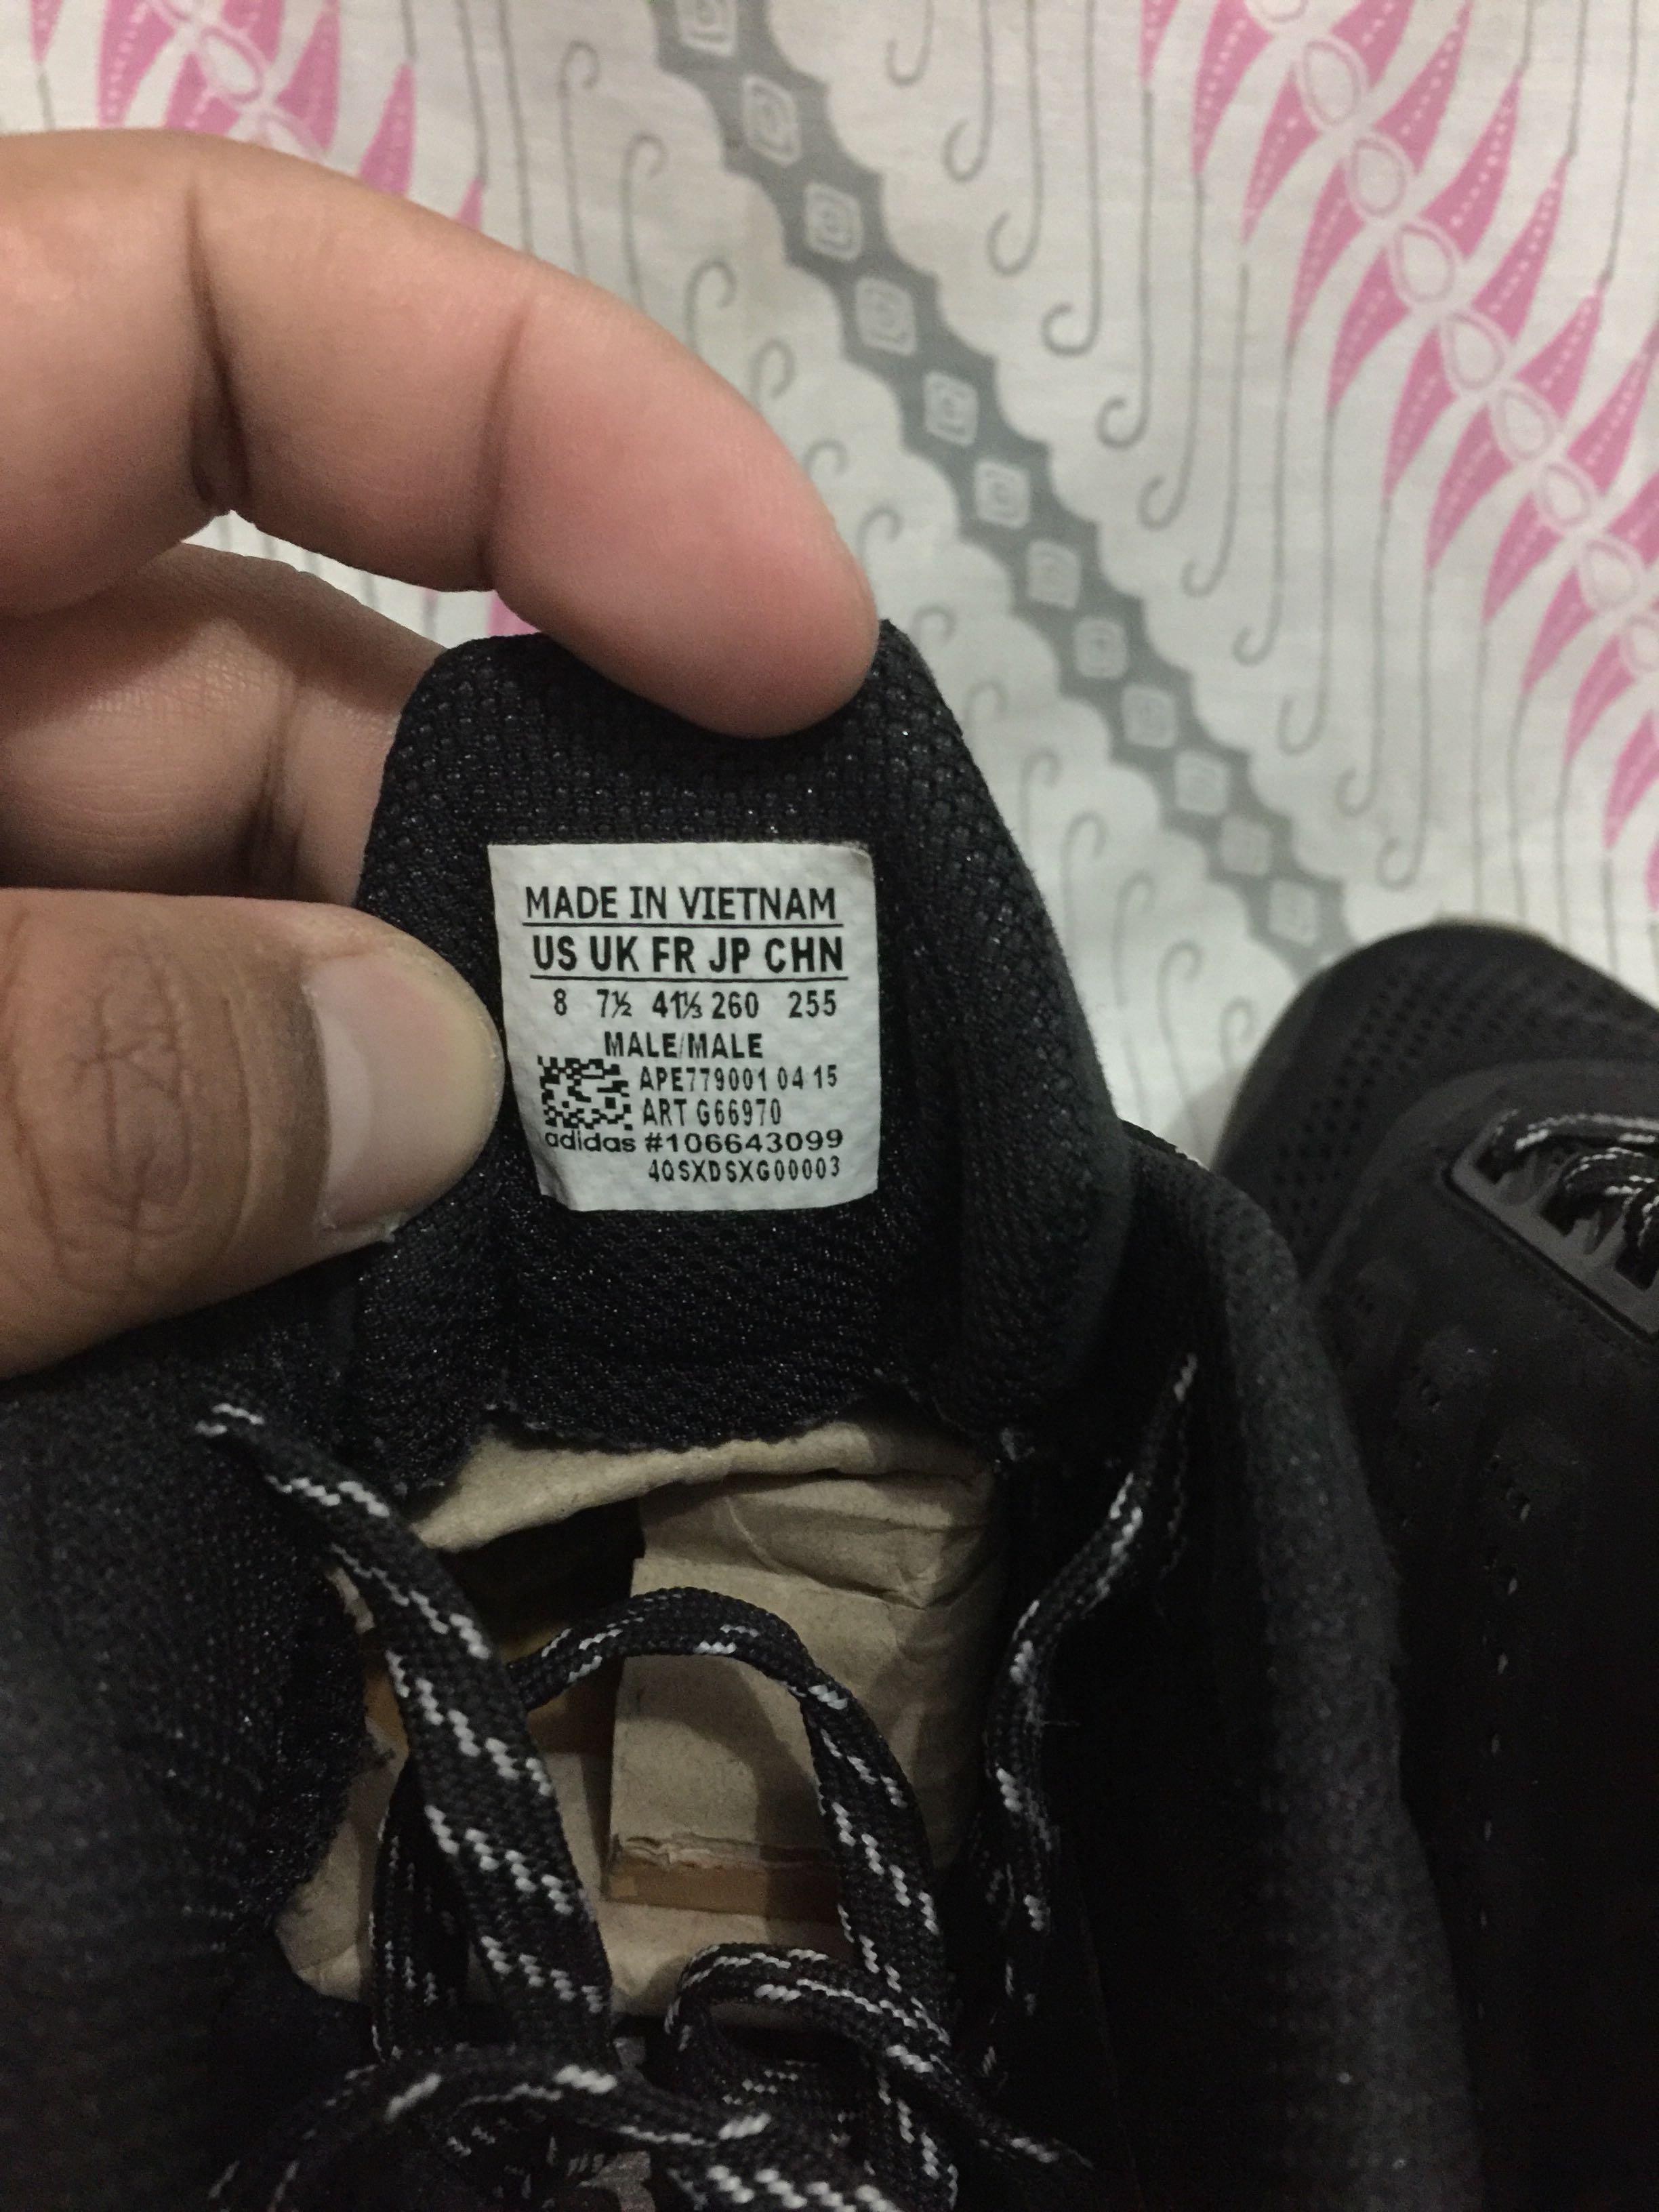 MADE IN VIETNAM
US UK FR JP CHN
8 7½ 41⅓ 260 255
MALE/MALE
APE779001 04 15
ART G66970
adidas #106643099
4QSXDSXG00003